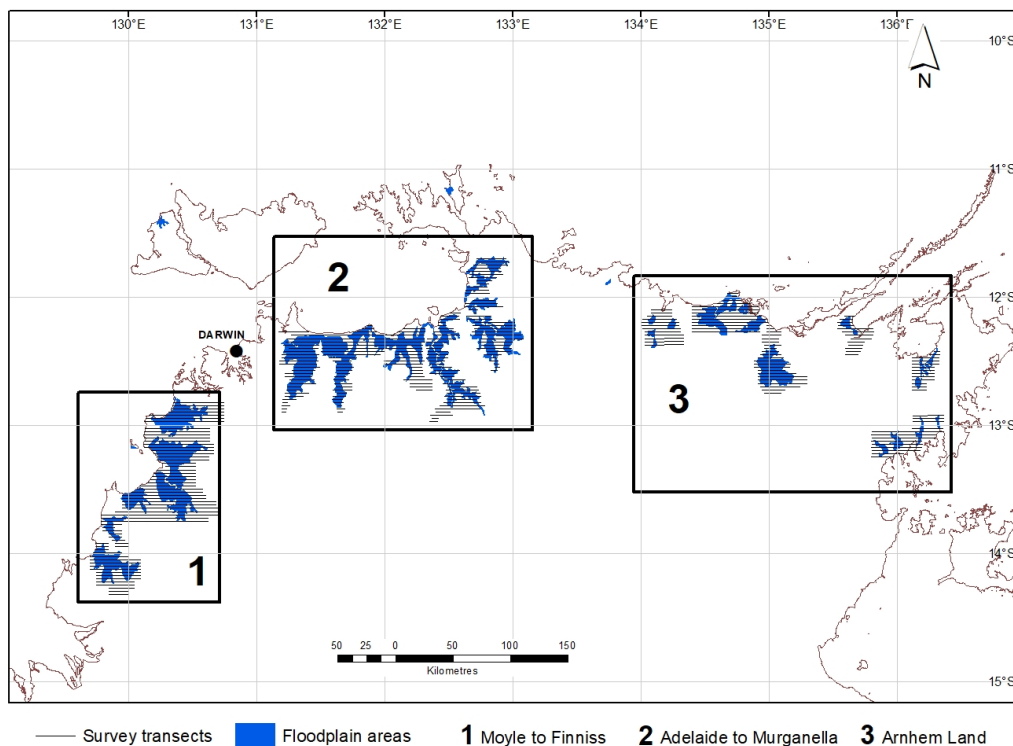 130°E 131°E 132°E 133°E 134°E 135°E 136°E
10°S
N
11°S
2
12°S
DARWIN
3
13°S
14°S
1
50 25 0 50 100 150
Kilometres
15°S
Survey transects Floodplain areas 1 Moyle to Finniss 2 Adelaide to Murganella 3 Arnhem Land